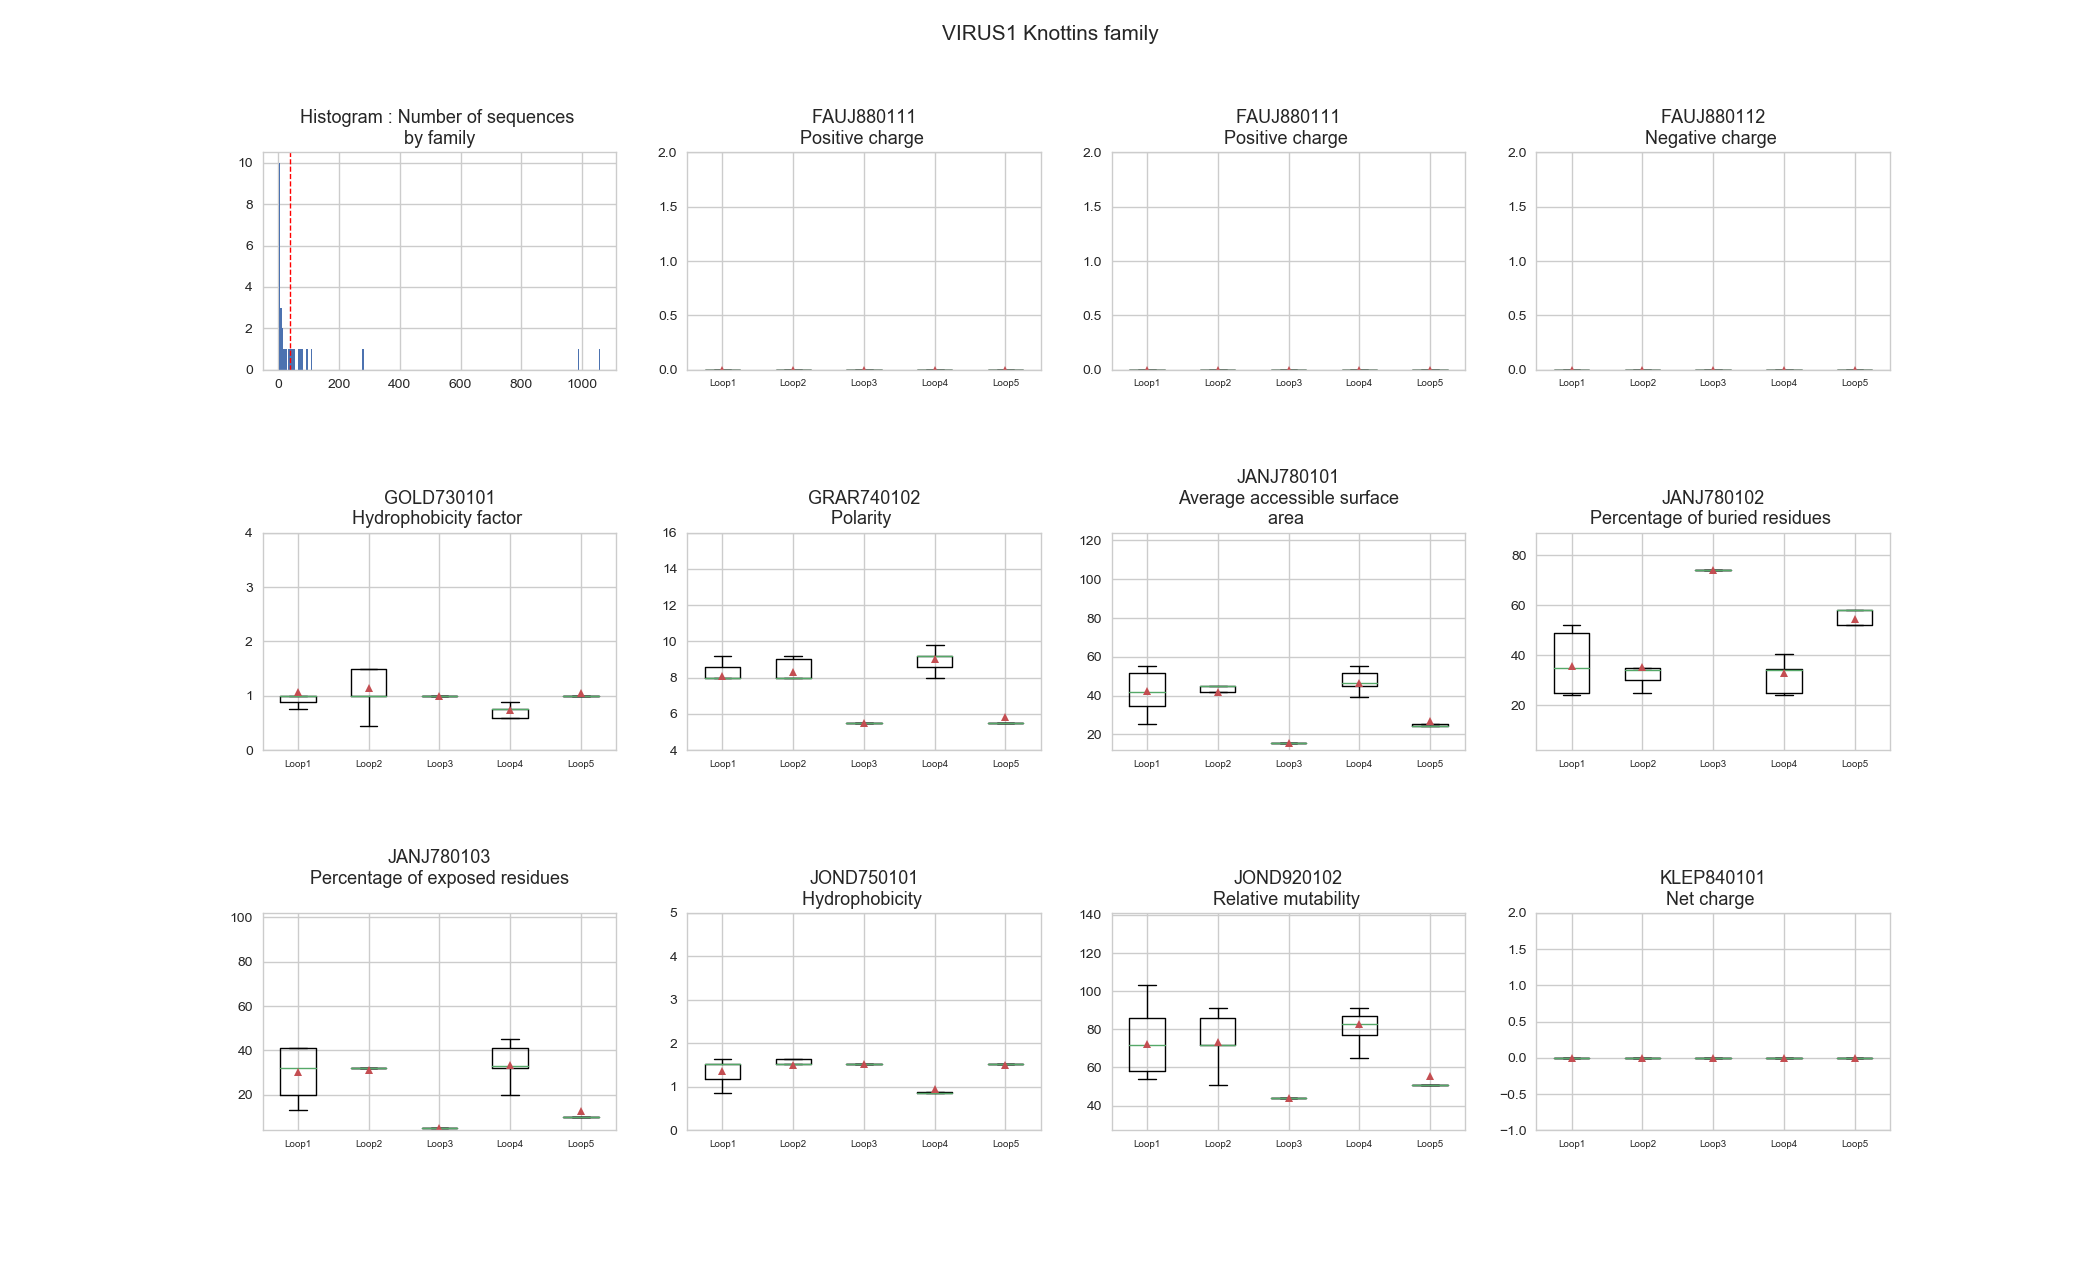 VIRUS1 Knottins family
Histogram : Number of sequences
by family
10
8
6
4
2
0
0 200 400 600 800 1000
FAUJ880111
Positive charge
2.0
1.5
1.0
0.5
0.0
Loop1 Loop2 Loop3 Loop4 Loop5
FAUJ880111
Positive charge
2.0
1.5
1.0
0.5
0.0
Loop1 Loop2 Loop3 Loop4 Loop5
FAUJ880112
Negative charge
2.0
1.5
1.0
0.5
0.0
Loop1 Loop2 Loop3 Loop4 Loop5
GOLD730101
Hydrophobicity factor
4
3
2
1
0
Loop1 Loop2 Loop3 Loop4 Loop5
GRAR740102
Polarity
16
14
12
10
8
6
4
Loop1 Loop2 Loop3 Loop4 Loop5
JANJ780101
Average accessible surface
area
120
100
80
60
40
20
Loop1 Loop2 Loop3 Loop4 Loop5
JANJ780102
Percentage of buried residues
80
60
40
20
Loop1 Loop2 Loop3 Loop4 Loop5
JANJ780103
Percentage of exposed residues
100
80
60
40
20
Loop1 Loop2 Loop3 Loop4 Loop5
JOND750101
Hydrophobicity
5
4
3
2
1
0
Loop1 Loop2 Loop3 Loop4 Loop5
JOND920102
Relative mutability
140
120
100
80
60
40
Loop1 Loop2 Loop3 Loop4 Loop5
KLEP840101
Net charge
2.0
1.5
1.0
0.5
0.0
−0.5
−1.0
Loop1 Loop2 Loop3 Loop4 Loop5